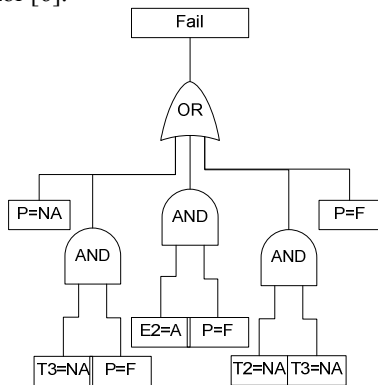 Fail
OR
P=NA
AND
P=F
AND
AND
E2=A P=F
T3=NA P=F
T2=NA T3=NA